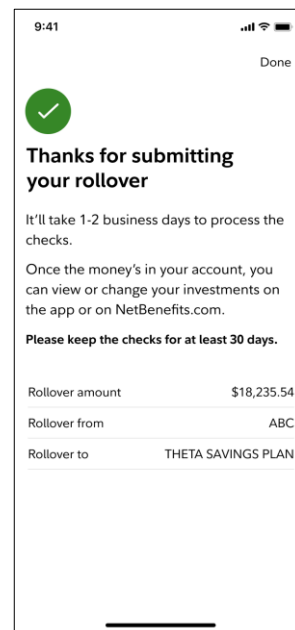 9:41
Done
Thanks for submitting
your rollover
It’ll take 1-2 business days to process the
checks.
Once the money’s in your account, you
can view or change your investments on
the app or on NetBenefits.com.
Please keep the checks for at least 30 days.
Rollover amount $18,235.54
Rollover from ABC
Rollover to THETA SAVINGS PLAN